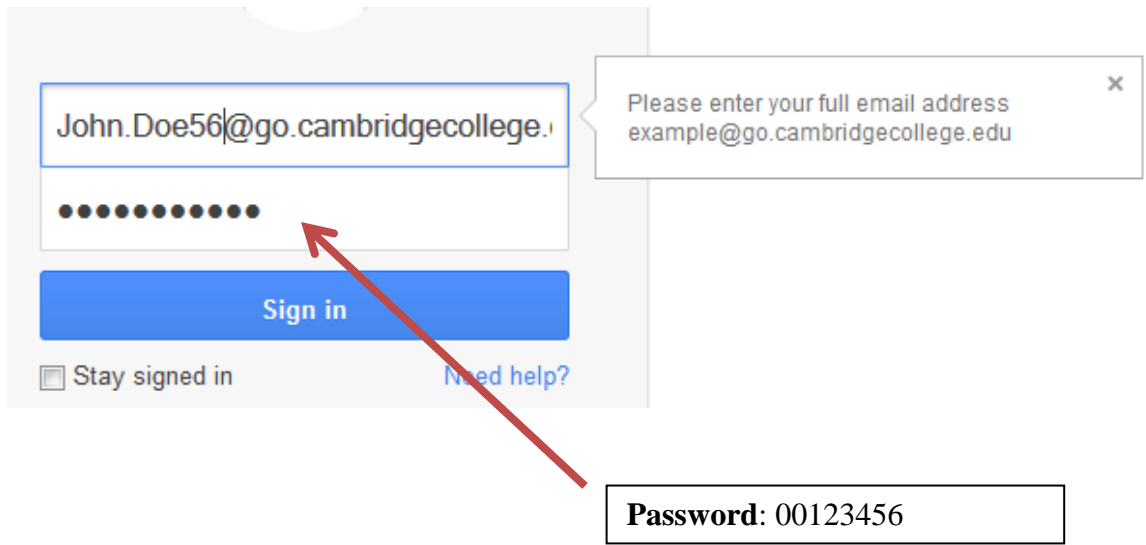 John.Doe56@go.cambridgecollege.
Please enter your full email address
example@go.cambridgecollege.edu
●●●●●●●●●●●
Sign in
Stay signed in
Need help?
Password: 00123456